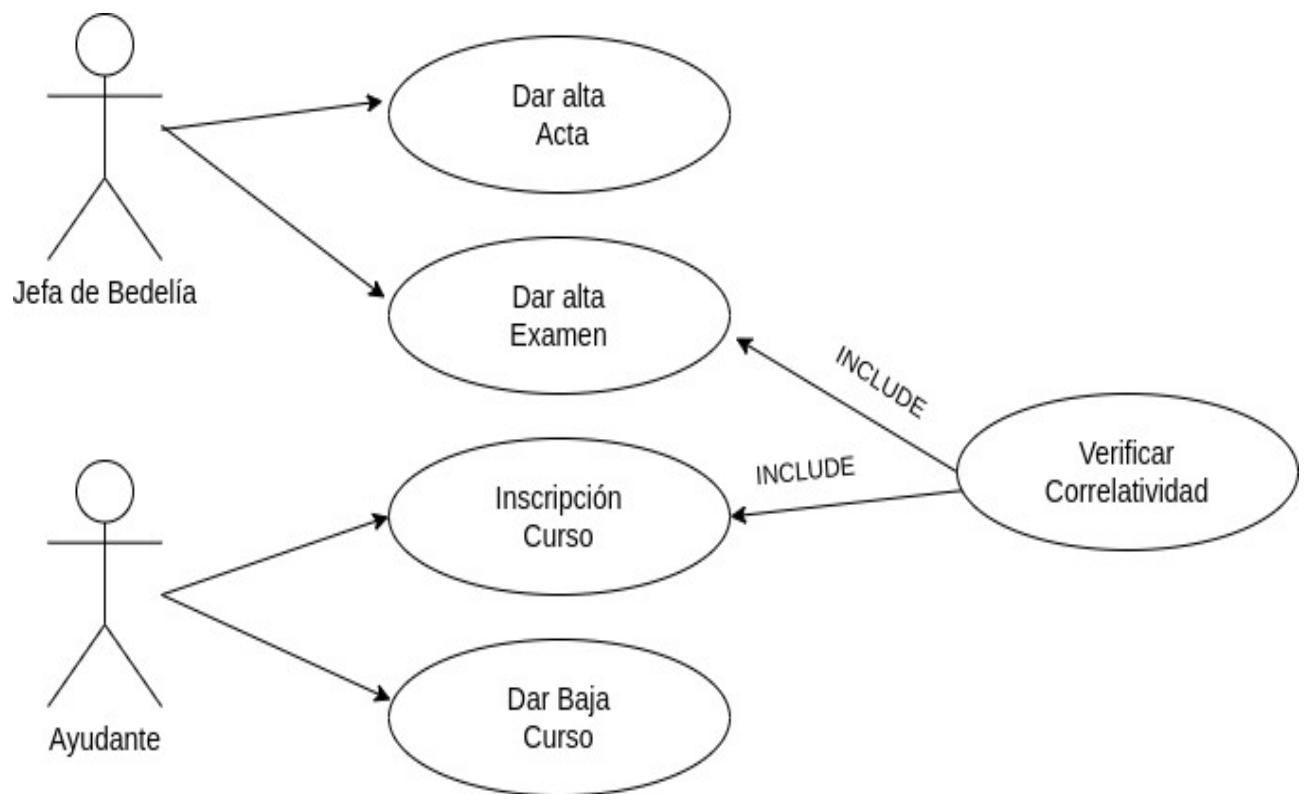 Dar alta
Acta
Jefa de Bedelía
Dar alta
Examen
INCLUDE
Verificar
Correlatividad
INCLUDE
Inscripción
Curso
Dar Baja
Curso
Ayudante